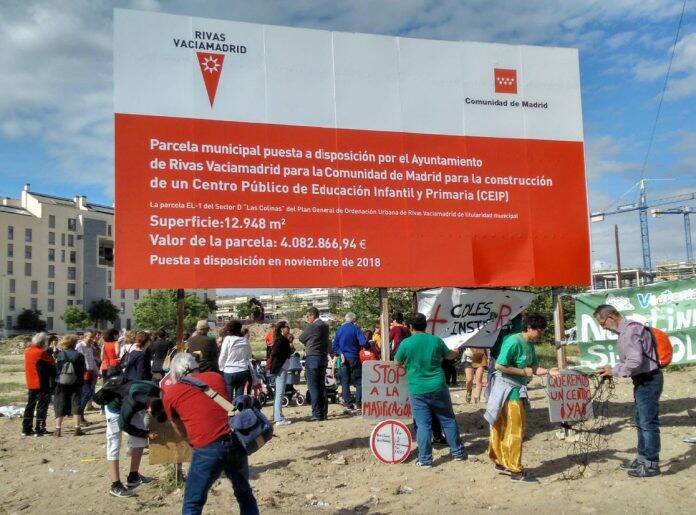 RIVAS
VACIAMADRID
Comunidad de Madrid
Parcela municipal puesta a disposición por el Ayuntamiento
de Rivas Vaciamadrid para la Comunidad de Madrid para la construcción
de un Centro Público de Educación Infantil y Primaria (CEIP)
La parcela EL-1 del Sector D "Las Colinas" del Plan General de Ordenación Urbana de Rivas Vaciamadrid de titularidad municipal
Superficie:12.948 m²
Valor de la parcela: 4.082.866,94 €
Puesta a disposición en noviembre de 2018
+ COLES
STOP
A LA
MASIFICACIÓN
QUEREMOS
CENTRO
¡YA!